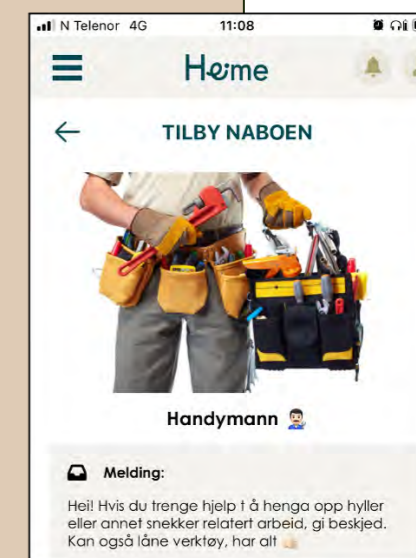 N Telenor 4G 11:08
Heime
TILBY NABOEN
Handymann
Melding:
Hei! Hvis du trenge hjelp t å henga opp hyller
eller annet snekker relatert arbeid, gi beskjed.
Kan også låne verktøy, har alt